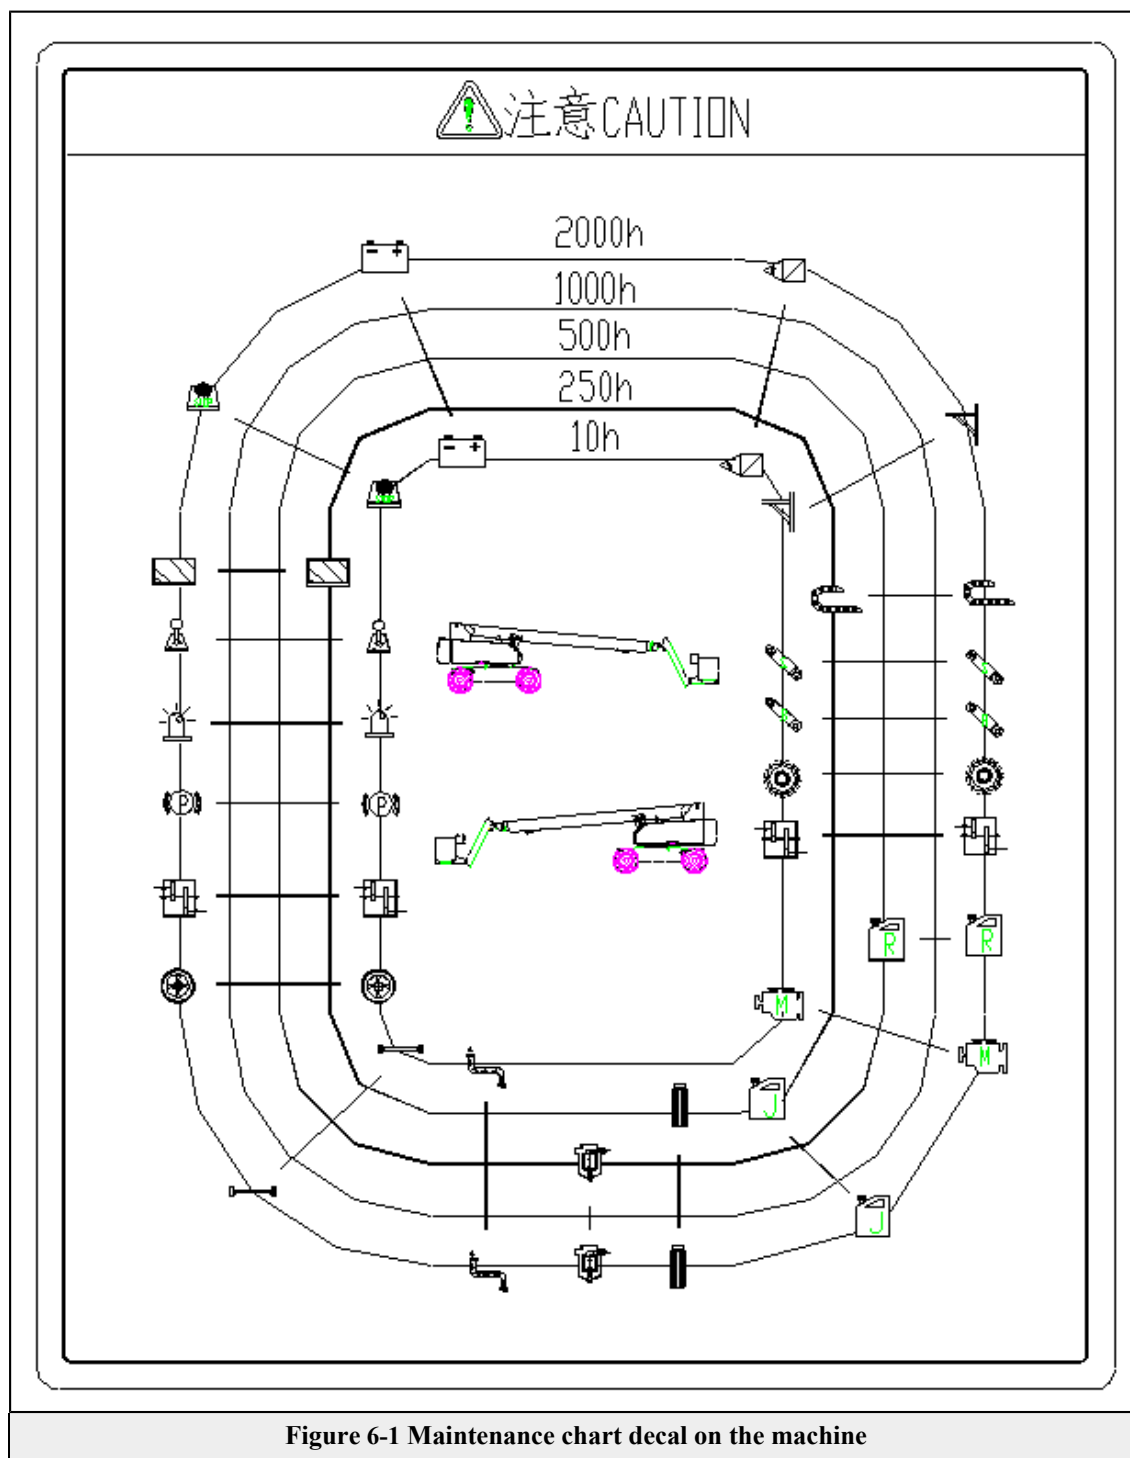 注意CAUTION
2000h
1000h
500h
250h
10h
P
P
R
R
M
M
J
J
Figure 6-1 Maintenance chart decal on the machine